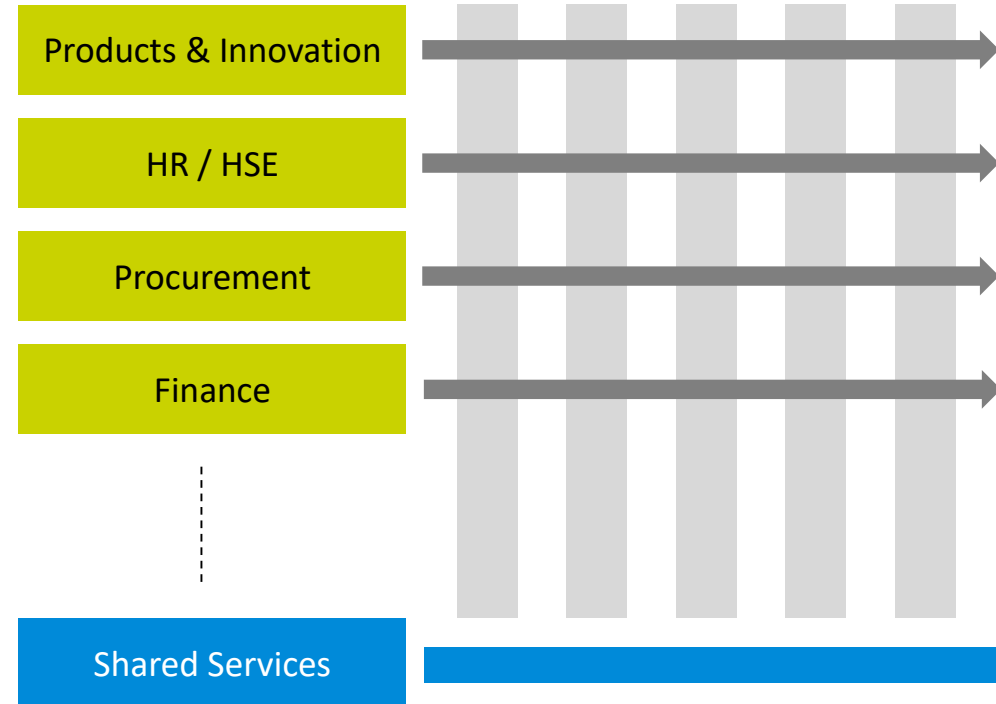 Products & Innovation
HR / HSE
Procurement
Finance
Shared Services